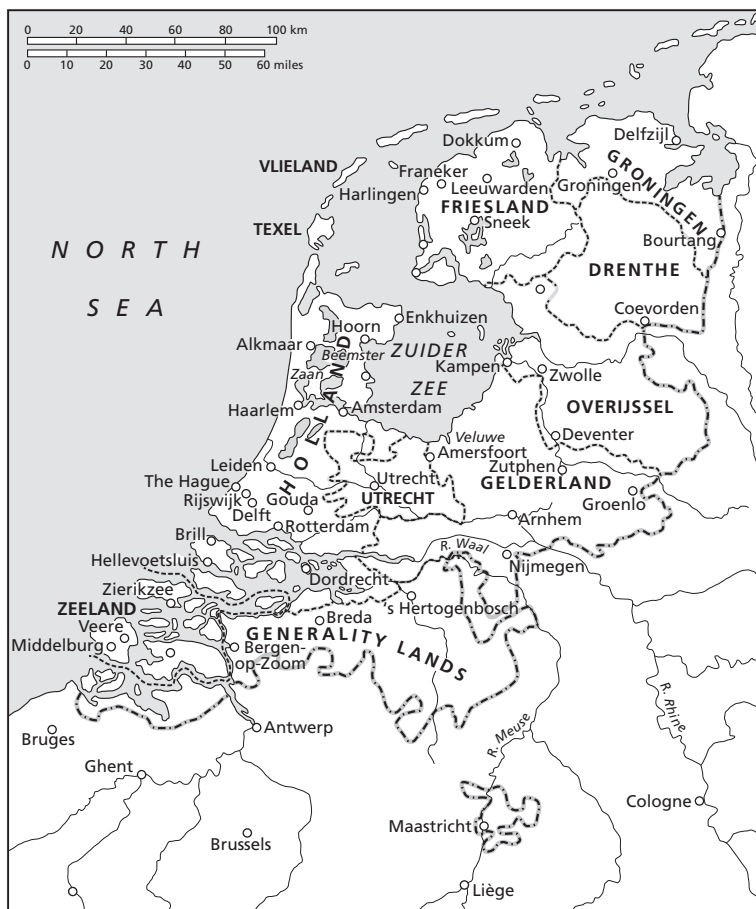 0 20 40 60 80 100 km
0 10 20 30 40 50 60 miles
Dokkum
Delfzijl
VLIELAND
Franeker
Leeuwarden
Groningen
GRONINGEN
Harlingen
FRIESLAND
TEXEL
Sneek
Bourtang
NORTH
SEA
DRENTHE
Coevorden
Enkhuizen
Hoorn
Alkmaar
Beemster
ZUIDER
ZEE
Kampen
Zwolle
Zaan
HOLLAND
Haarlem
Amsterdam
OVERIJSSEL
Veluwe
Deventer
Amersfoort
Leiden
Zutphen
The Hague
Utrecht
GELDERLAND
Rijswijk
Gouda
UTRECHT
Groenlo
Delft
Rotterdam
Arnhem
Brill
R. Waal
Hellevoetsluis
Nijmegen
Dordrecht
Zierikzee
's Hertogenbosch
ZEELAND
Veere
Breda
GENERALITY LANDS
Middelburg
Bergen-
op-Zoom
R. Meuse
R. Rhine
Antwerp
Bruges
Ghent
Cologne
Maastricht
Brussels
Liège